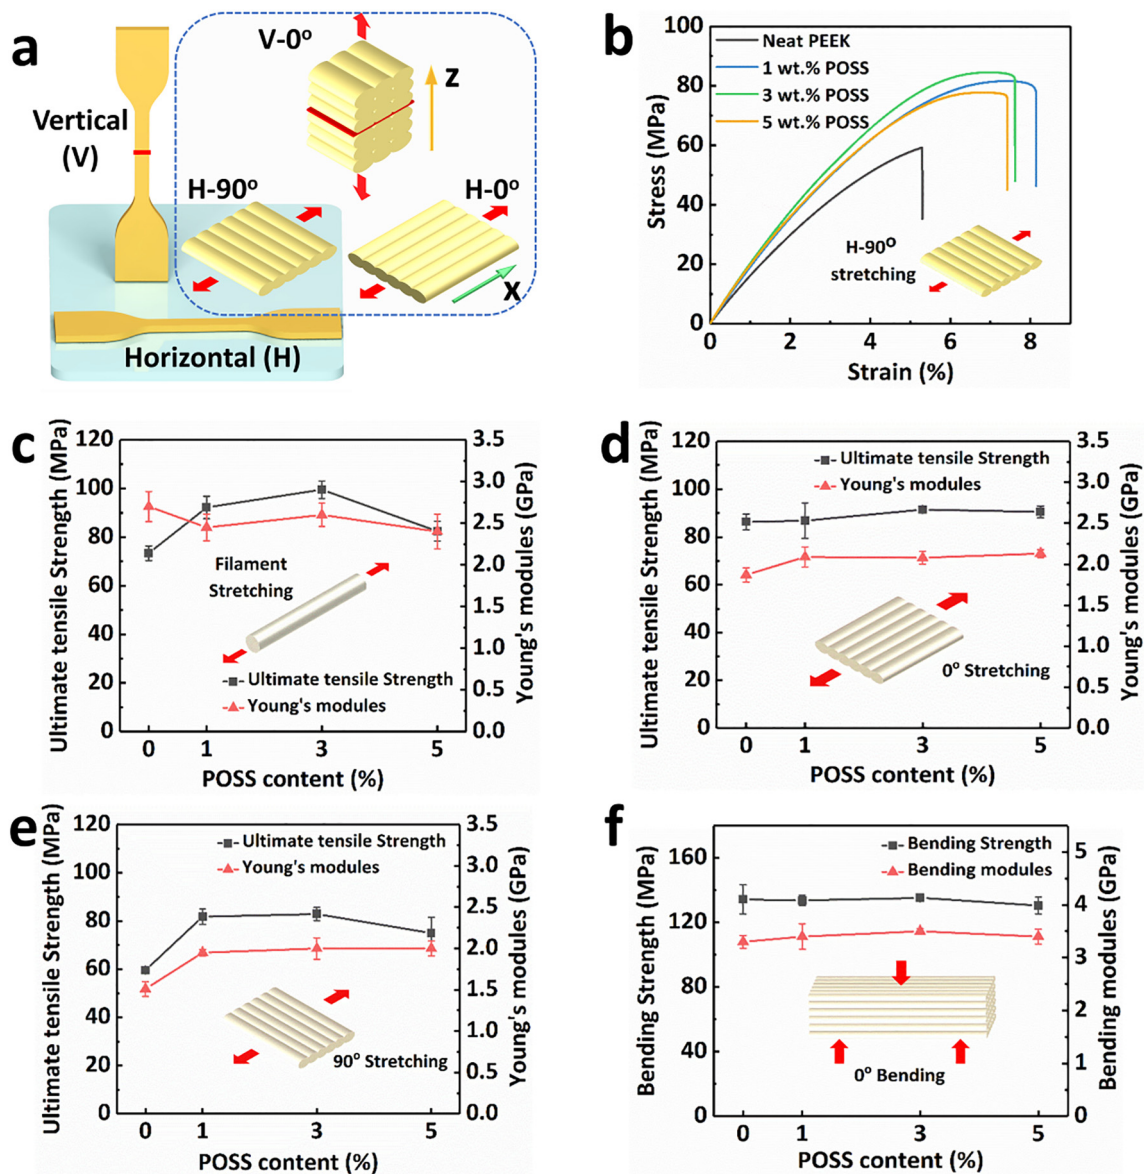 a
V-0°
Z
Vertical
(V)
H-90°
H-0°
X
Horizontal (H)
b
Stress (MPa)
100
80
60
40
20
0
Neat PEEK
1 wt.% POSS
3 wt.% POSS
5 wt.% POSS
H-90°
stretching
0 2 4 6 8
Strain (%)
c
Ultimate tensile Strength (MPa)
120
100
80
60
40
20
0
Filament
Stretching
Ultimate tensile Strength
Young's modules
3.5
3.0
2.5
2.0
1.5
1.0
0.5
0.0
Young's modules (GPa)
0 1 3 5
POSS content (%)
d
Ultimate tensile Strength (MPa)
120
100
80
60
40
20
0
Ultimate tensile Strength
Young's modules
0° Stretching
3.5
3.0
2.5
2.0
1.5
1.0
0.5
0.0
Young's modules (GPa)
0 1 3 5
POSS content (%)
e
Ultimate tensile Strength (MPa)
120
100
80
60
40
20
0
Ultimate tensile Strength
Young's modules
90° Stretching
3.5
3.0
2.5
2.0
1.5
1.0
0.5
0.0
Young's modules (GPa)
0 1 3 5
POSS content (%)
f
Bending Strength (MPa)
160
120
80
40
0
Bending Strength
Bending modules
0° Bending
5
4
3
2
1
0
Bending modules (GPa)
0 1 3 5
POSS content (%)